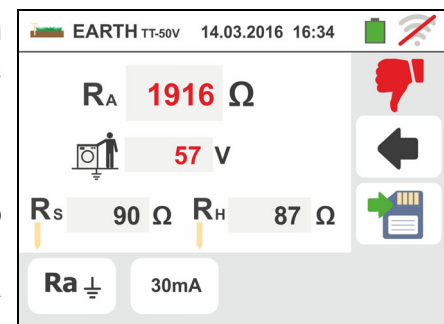 EARTH TT-50V 14.03.2016 16:34
RA 1916 Ω
57 V
RS 90 Ω RH 87 Ω
Ra 30mA